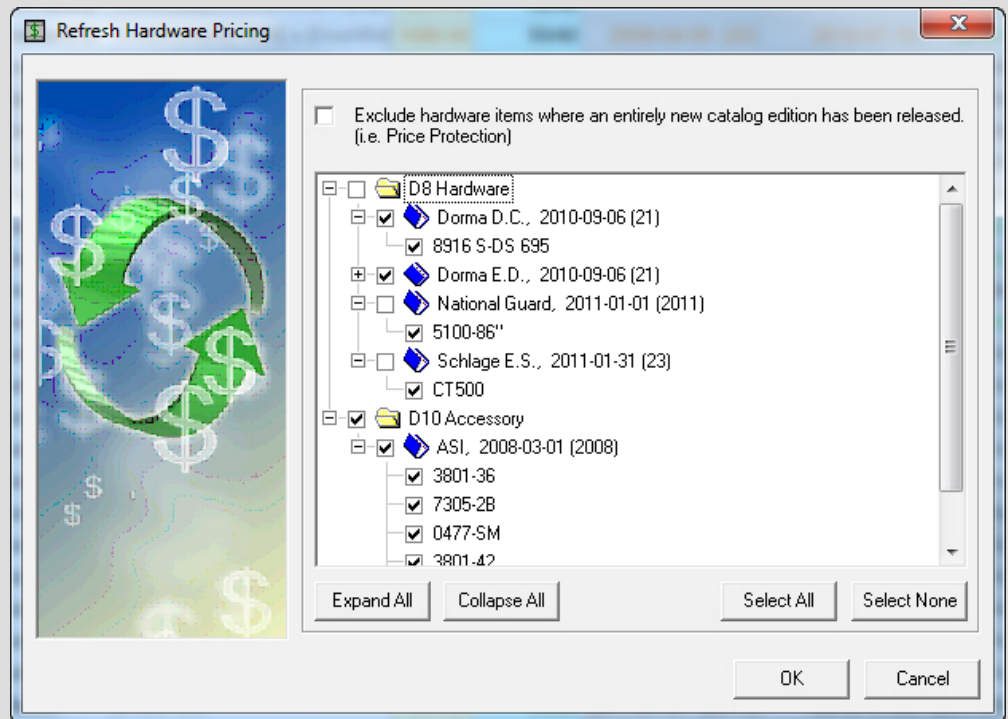 Refresh Hardware Pricing
Exclude hardware items where an entirely new catalog edition has been released.
(i.e. Price Protection)
D8 Hardware
Dorma D.C., 2010-09-06 (21)
8916 S-DS 695
Dorma E.D., 2010-09-06 (21)
National Guard, 2011-01-01 (2011)
5100-86"
Schlage E.S., 2011-01-31 (23)
CT500
D10 Accessory
ASI, 2008-03-01 (2008)
3801-36
7305-2B
0477-SM
3801-42
Expand All
Collapse All
Select All
Select None
OK
Cancel